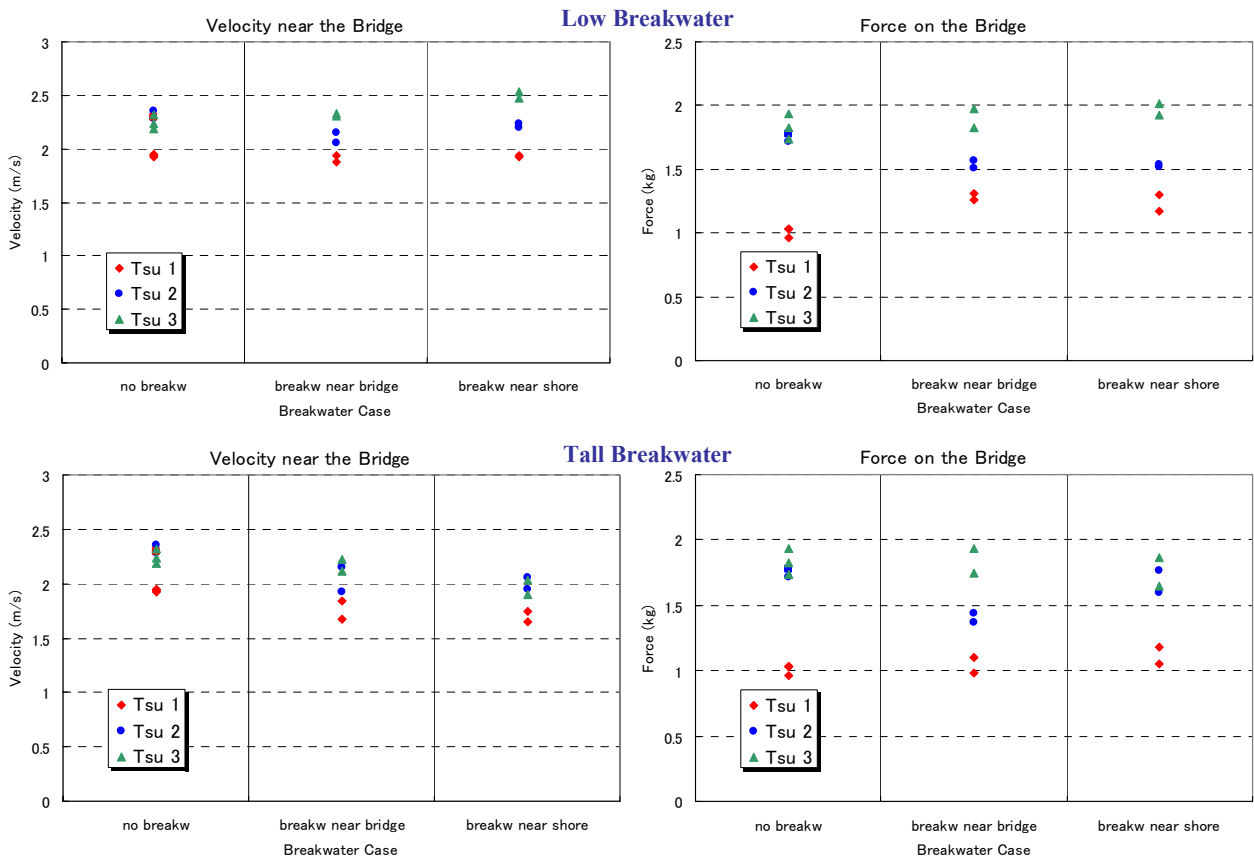 Low Breakwater
Velocity near the Bridge
3
2.5
2
1.5
1
0.5
0
Velocity (m/s)
Tsu 1
Tsu 2
Tsu 3
no breakw
breakw near bridge
breakw near shore
Breakwater Case
Force on the Bridge
2.5
2
1.5
1
0.5
0
Force (kg)
Tsu 1
Tsu 2
Tsu 3
no breakw
breakw near bridge
breakw near shore
Breakwater Case
Tall Breakwater
Velocity near the Bridge
3
2.5
2
1.5
1
0.5
0
Velocity (m/s)
Tsu 1
Tsu 2
Tsu 3
no breakw
breakw near bridge
breakw near shore
Breakwater Case
Force on the Bridge
2.5
2
1.5
1
0.5
0
Force (kg)
Tsu 1
Tsu 2
Tsu 3
no breakw
breakw near bridge
breakw near shore
Breakwater Case